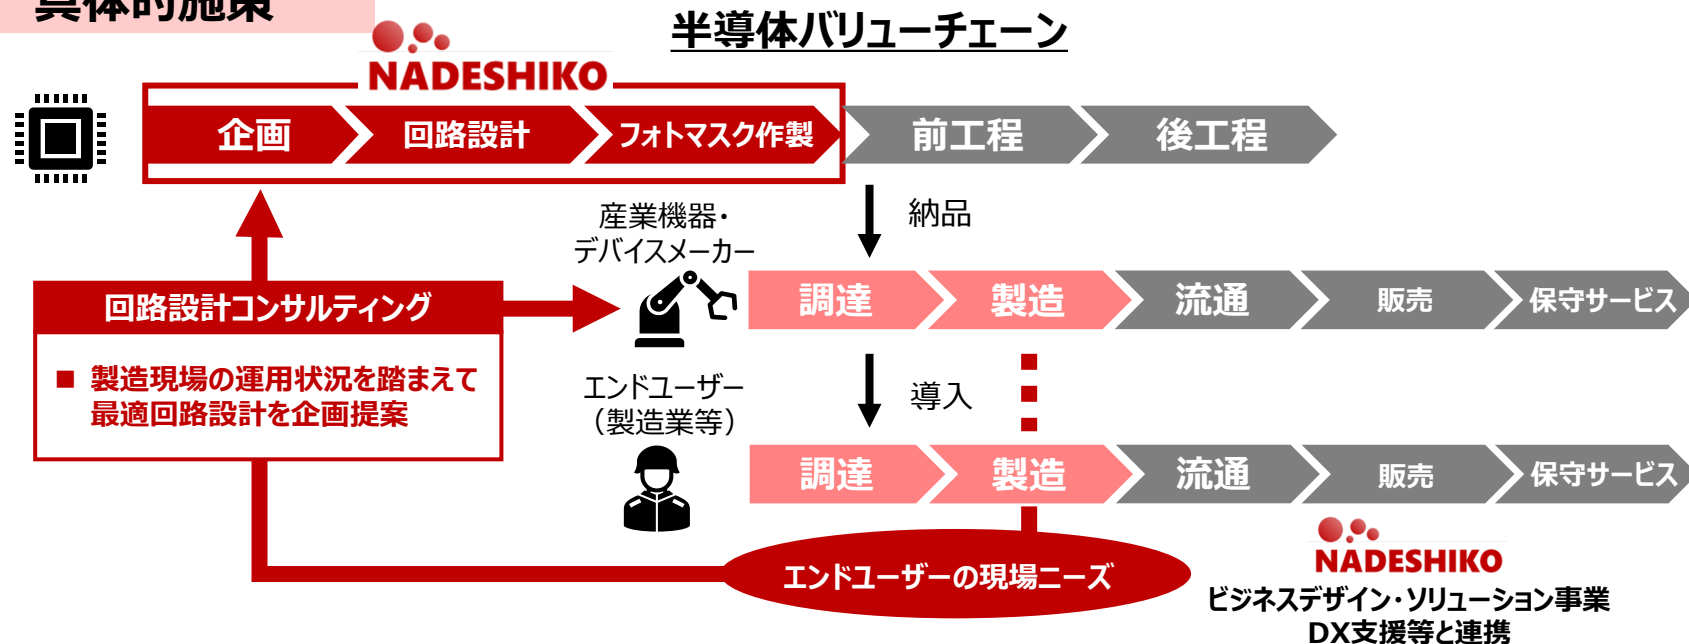 具体的施策
半導体バリューチェーン
NADESHIKO
企画
回路設計
フォトマスク作製
前工程
後工程
産業機器・
デバイスメーカー
納品
回路設計コンサルティング
■ 製造現場の運用状況を踏まえて
最適回路設計を企画提案
調達
製造
流通
販売
保守サービス
エンドユーザー
（製造業等）
導入
調達
製造
流通
販売
保守サービス
エンドユーザーの現場ニーズ
NADESHIKO
ビジネスデザイン・ソリューション事業
DX支援等と連携